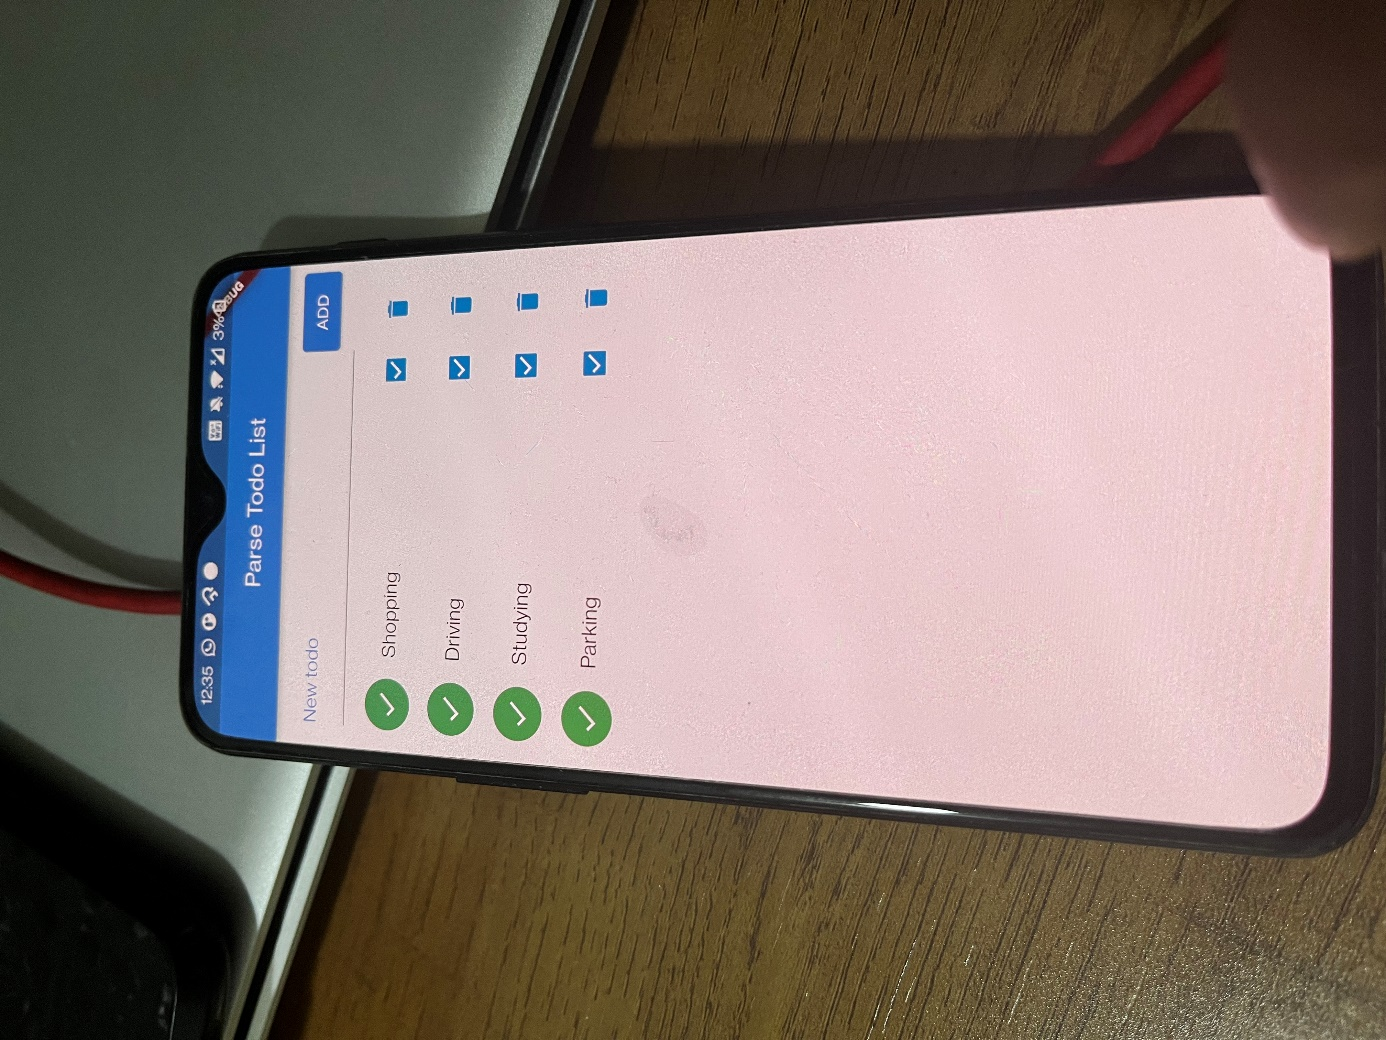 12:35 3%
DEBUG
Parse Todo List
New todo ADD
Shopping
Driving
Studying
Parking